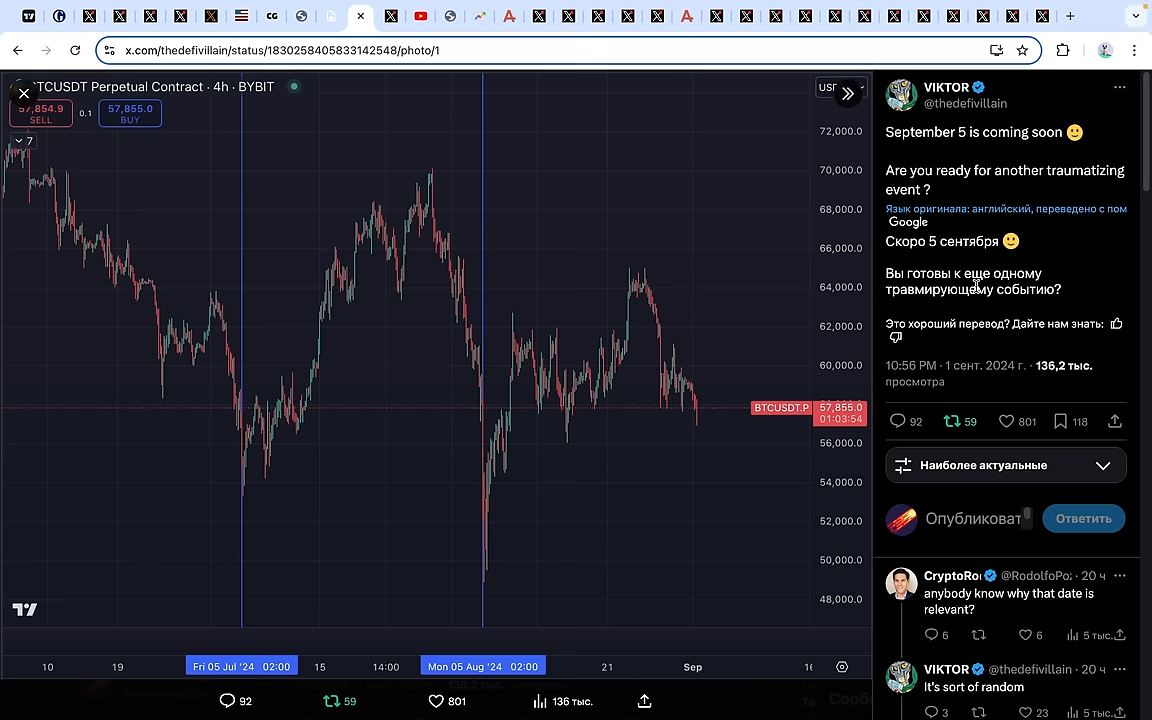 x.com/thedefivillain/status/1830258405833142548/photo/1
TCUSDT Perpetual Contract · 4h · BYBIT
57,854.9
SELL
0.1
57,855.0
BUY
7
72,000.0
70,000.0
68,000.0
66,000.0
64,000.0
62,000.0
60,000.0
BTCUSDT.P
57,855.0
01:03:54
56,000.0
54,000.0
52,000.0
50,000.0
48,000.0
10
19
Fri 05 Jul '24 02:00
15
14:00
Mon 05 Aug '24 02:00
21
Sep
92
59
801
136 тыс.
VIKTOR
@thedefivillain
September 5 is coming soon 🙂
Are you ready for another traumatizing
event ?
Язык оригинала: английский, переведено с пом
Google
Скоро 5 сентября 🙂
Вы готовы к еще одному
травмирующему событию?
Это хороший перевод? Дайте нам знать:
10:56 PM · 1 сент. 2024 г. · 136,2 тыс.
просмотра
92
59
801
118
Наиболее актуальные
Опубликоват
Ответить
CryptoRo @RodolfoPo · 20 ч
anybody know why that date is
relevant?
6
6
5 тыс.
VIKTOR @thedefivillain · 20 ч
It's sort of random
3
23
5 тыс.